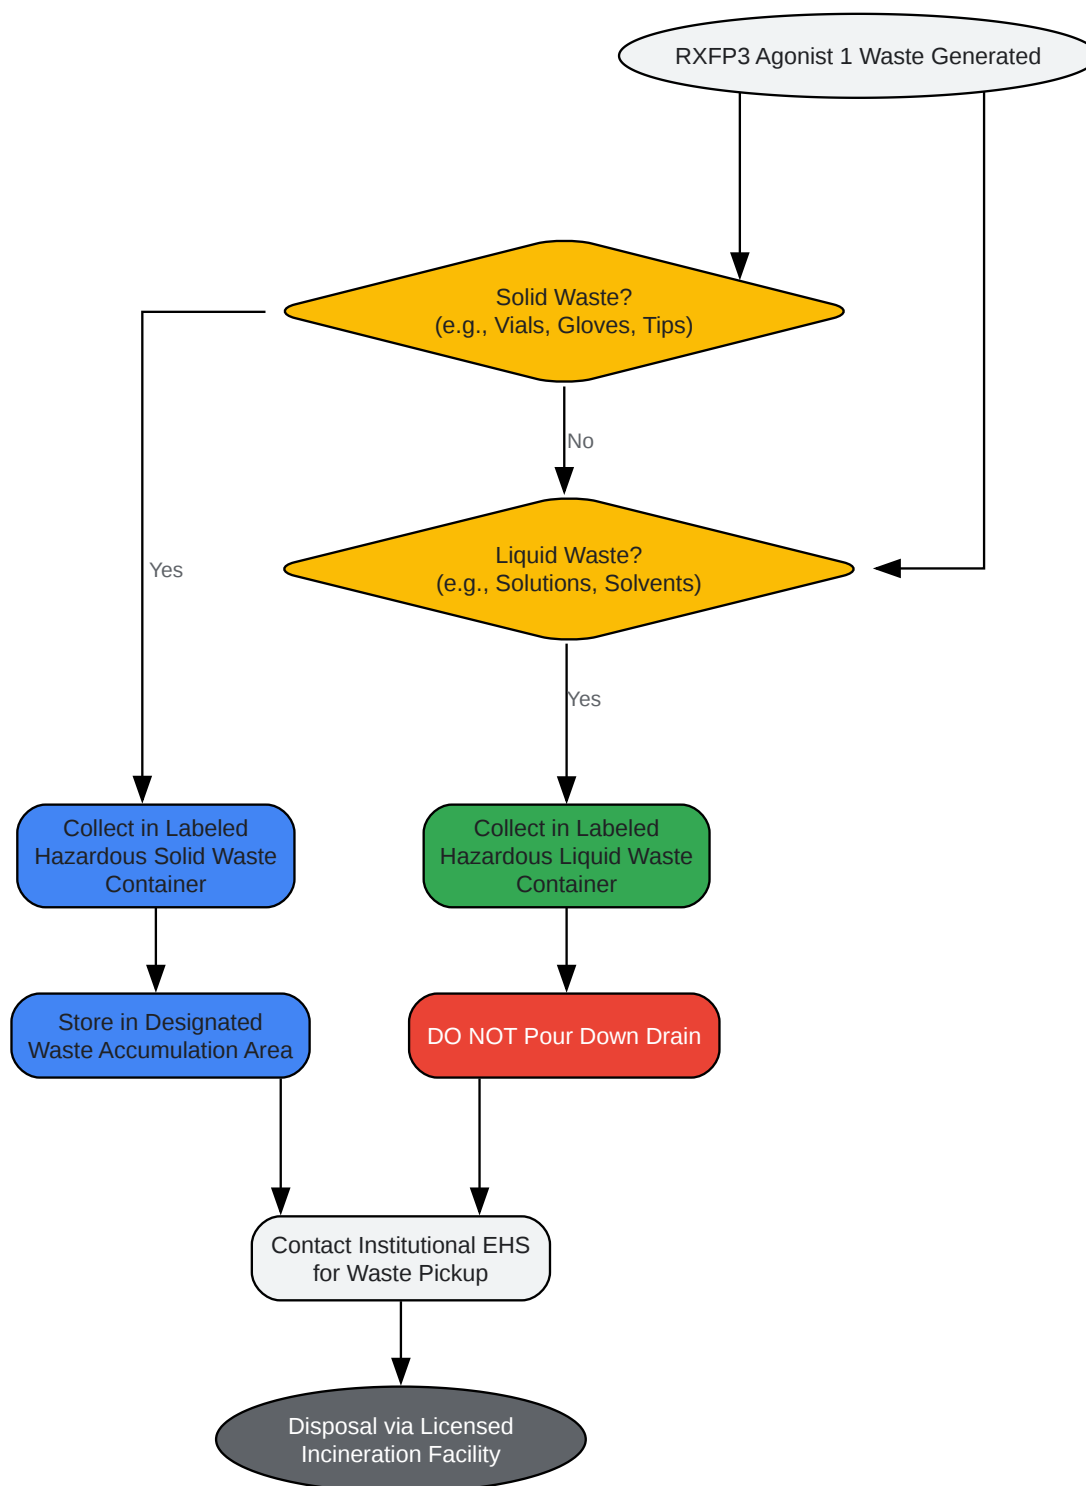 RXFP3 Agonist 1 Waste Generated
Solid Waste?
(e.g., Vials, Gloves, Tips)
No
Liquid Waste?
(e.g., Solutions, Solvents)
Yes
Yes
Collect in Labeled
Hazardous Solid Waste
Container
Collect in Labeled
Hazardous Liquid Waste
Container
Store in Designated
Waste Accumulation Area
DO NOT Pour Down Drain
Contact Institutional EHS
for Waste Pickup
Disposal via Licensed
Incineration Facility